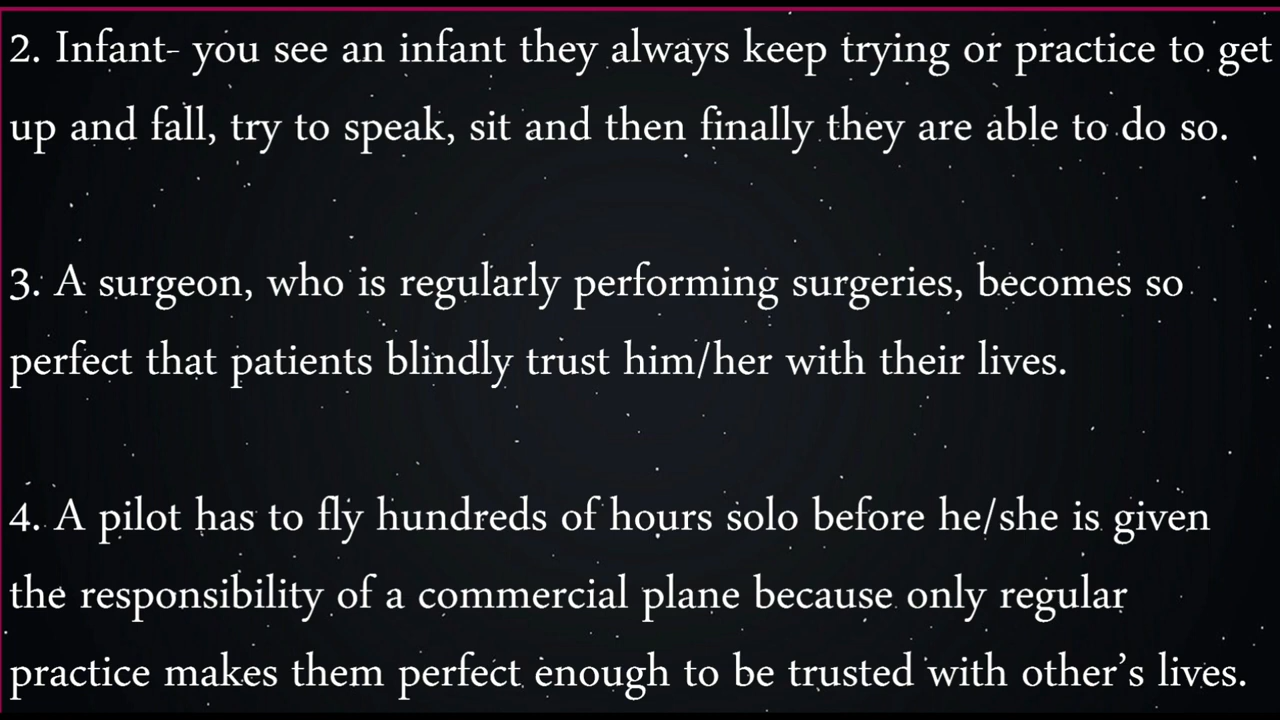 2. Infant- you see an infant they always keep trying or practice to get
up and fall, try to speak, sit and then finally they are able to do so.
3. A surgeon, who is regularly performing surgeries, becomes so
perfect that patients blindly trust him/her with their lives.
4. A pilot has to fly hundreds of hours solo before he/she is given
the responsibility of a commercial plane because only regular
practice makes them perfect enough to be trusted with other’s lives.